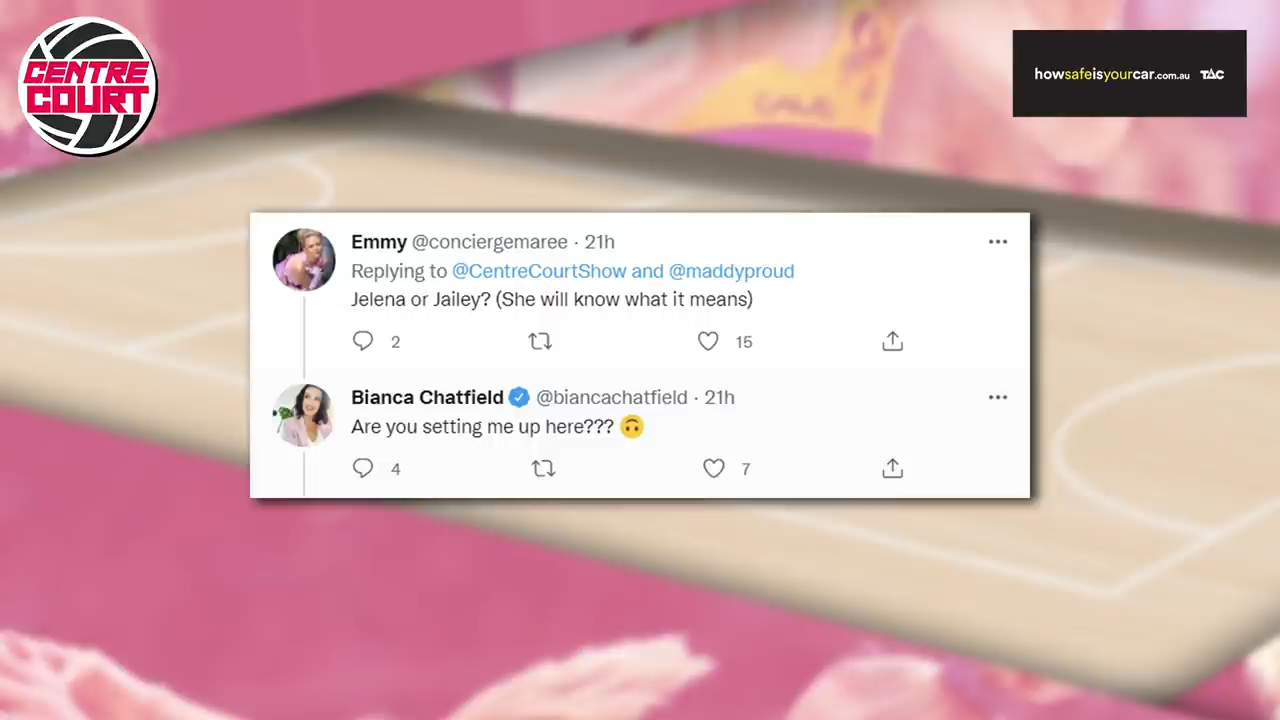 CENTRE
COURT
howsafeisyourcar.com.au TAC
Emmy @conciergemaree · 21h
Replying to @CentreCourtShow and @maddyproud
Jelena or Jailey? (She will know what it means)
2 15
Bianca Chatfield @biancachatfield · 21h
Are you setting me up here??? 🙃
4 7